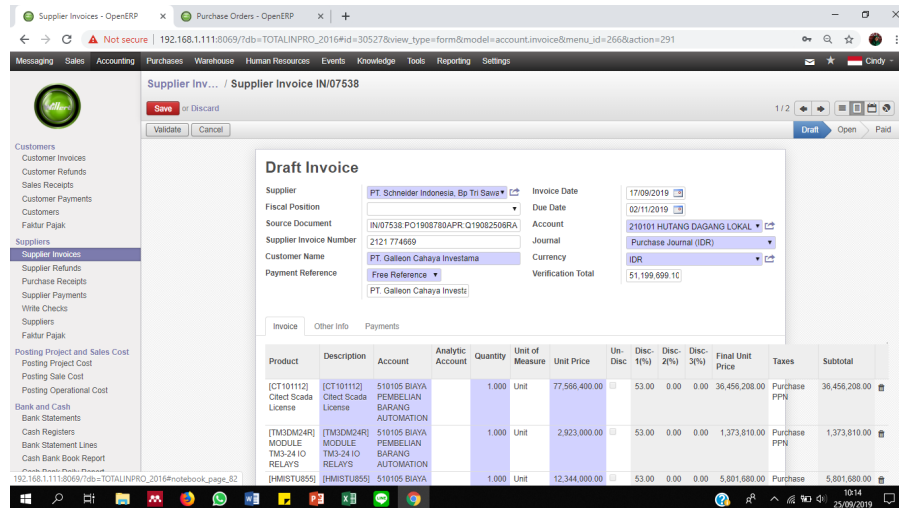 Supplier Invoices - OpenERP
Purchase Orders - OpenERP
Not secure 192.168.1.111:8069/?db=TOTALINPRO_2016#id=30527&view_type=form&model=account.invoice&menu_id=266&action=291
Messaging Sales Accounting Purchases Warehouse Human Resources Events Knowledge Tools Reporting Settings Cindy
Supplier Inv... / Supplier Invoice IN/07538
Save or Discard 1 / 2
Validate Cancel Draft Open Paid
Customers
Customer Invoices
Customer Refunds
Sales Receipts
Customer Payments
Customers
Faktur Pajak
Suppliers
Supplier Invoices
Supplier Refunds
Purchase Receipts
Supplier Payments
Write Checks
Suppliers
Faktur Pajak
Posting Project and Sales Cost
Posting Project Cost
Posting Sale Cost
Posting Operational Cost
Bank and Cash
Bank Statements
Cash Registers
Bank Statement Lines
Cash Bank Book Report
Cash Bank Daily Report
192.168.1.111:8069/?db=TOTALINPRO_2016#notebook_page_82
Draft Invoice
Supplier PT. Schneider Indonesia, Bp Tri Sawa Invoice Date 17/09/2019
Fiscal Position Due Date 02/11/2019
Source Document IN/07538:PO1908780APR:Q19082506RA Account 210101 HUTANG DAGANG LOKAL
Supplier Invoice Number 2121 774669 Journal Purchase Journal (IDR)
Customer Name PT. Galleon Cahaya Investama Currency IDR
Payment Reference Free Reference Verification Total 51,199,699.10
PT. Galleon Cahaya Investa
Invoice Other Info Payments
Product Description Account Analytic Account Quantity Unit of Measure Unit Price Un-Disc Disc-1(%) Disc-2(%) Disc-3(%) Final Unit Price Taxes Subtotal
[CT101112] Citect Scada License [CT101112] Citect Scada License 510105 BIAYA PEMBELIAN BARANG AUTOMATION 1.000 Unit 77,566,400.00 53.00 0.00 0.00 36,456,208.00 Purchase PPN 36,456,208.00
[TM3DM24R] MODULE TM3-24 IO RELAYS [TM3DM24R] MODULE TM3-24 IO RELAYS 510105 BIAYA PEMBELIAN BARANG AUTOMATION 1.000 Unit 2,923,000.00 53.00 0.00 0.00 1,373,810.00 Purchase PPN 1,373,810.00
[HMISTU855] [HMISTU855] 510105 BIAYA 1.000 Unit 12,344,000.00 53.00 0.00 0.00 5,801,680.00 Purchase 5,801,680.00
10:14
25/09/2019